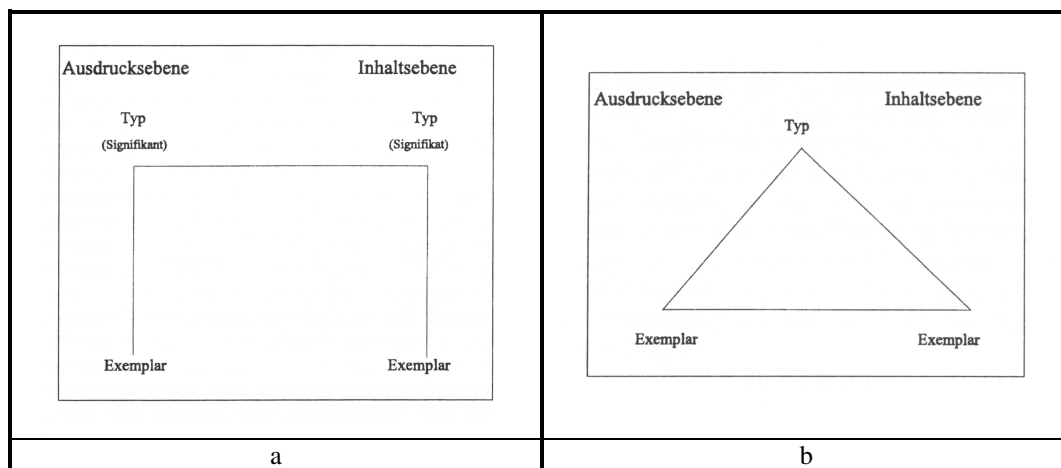 Ausdrucksebene Inhaltsebene
Typ Typ
(Signifikant) (Signifikat)
Exemplar Exemplar
a
Ausdrucksebene Inhaltsebene
Typ
Exemplar Exemplar
b